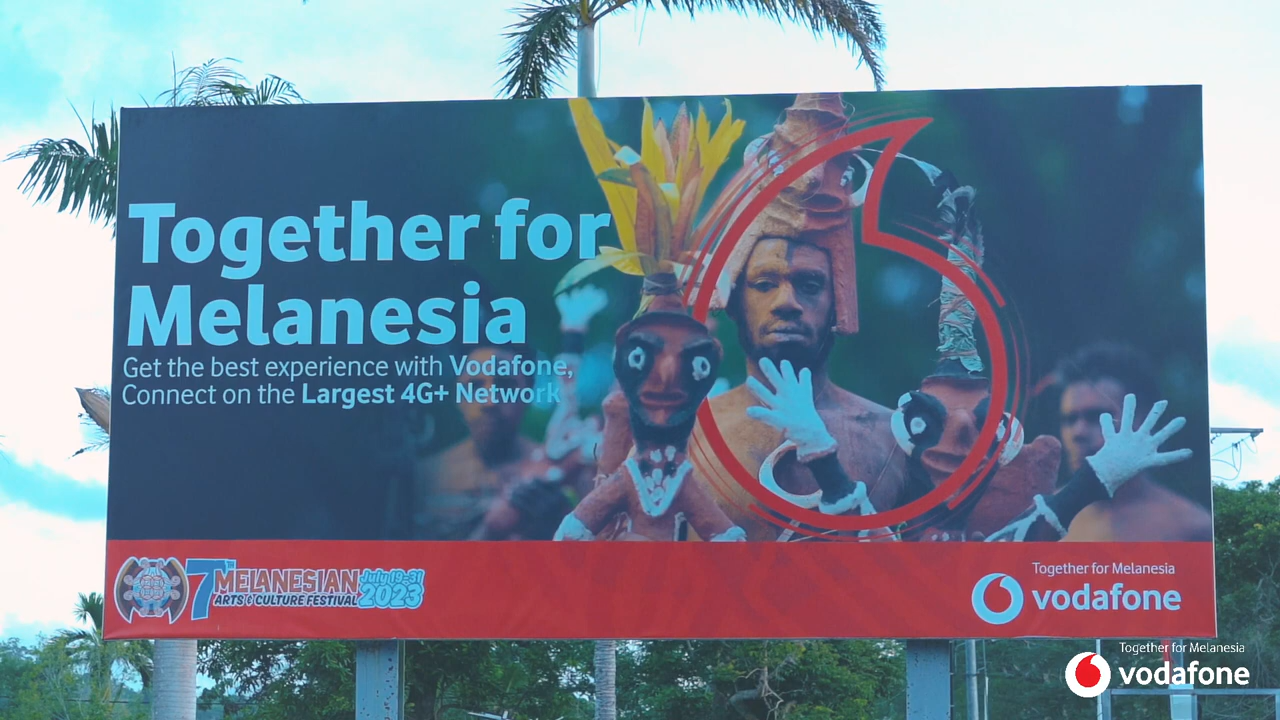 Together for
Melanesia
Get the best experience with Vodafone,
Connect on the Largest 4G+ Network
7th MELANESIAN
ARTS & CULTURE FESTIVAL
July 19-31
2023
Together for Melanesia
vodafone
Together for Melanesia
vodafone